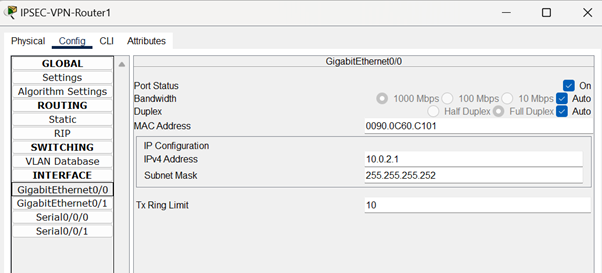 IPSEC-VPN-Router1
Physical Config CLI Attributes
GLOBAL
Settings
Algorithm Settings
ROUTING
Static
RIP
SWITCHING
VLAN Database
INTERFACE
GigabitEthernet0/0
GigabitEthernet0/1
Serial0/0/0
Serial0/0/1
GigabitEthernet0/0
Port Status On
Bandwidth 1000 Mbps 100 Mbps 10 Mbps Auto
Duplex Half Duplex Full Duplex Auto
MAC Address 0090.0C60.C101
IP Configuration
IPv4 Address 10.0.2.1
Subnet Mask 255.255.255.252
Tx Ring Limit 10